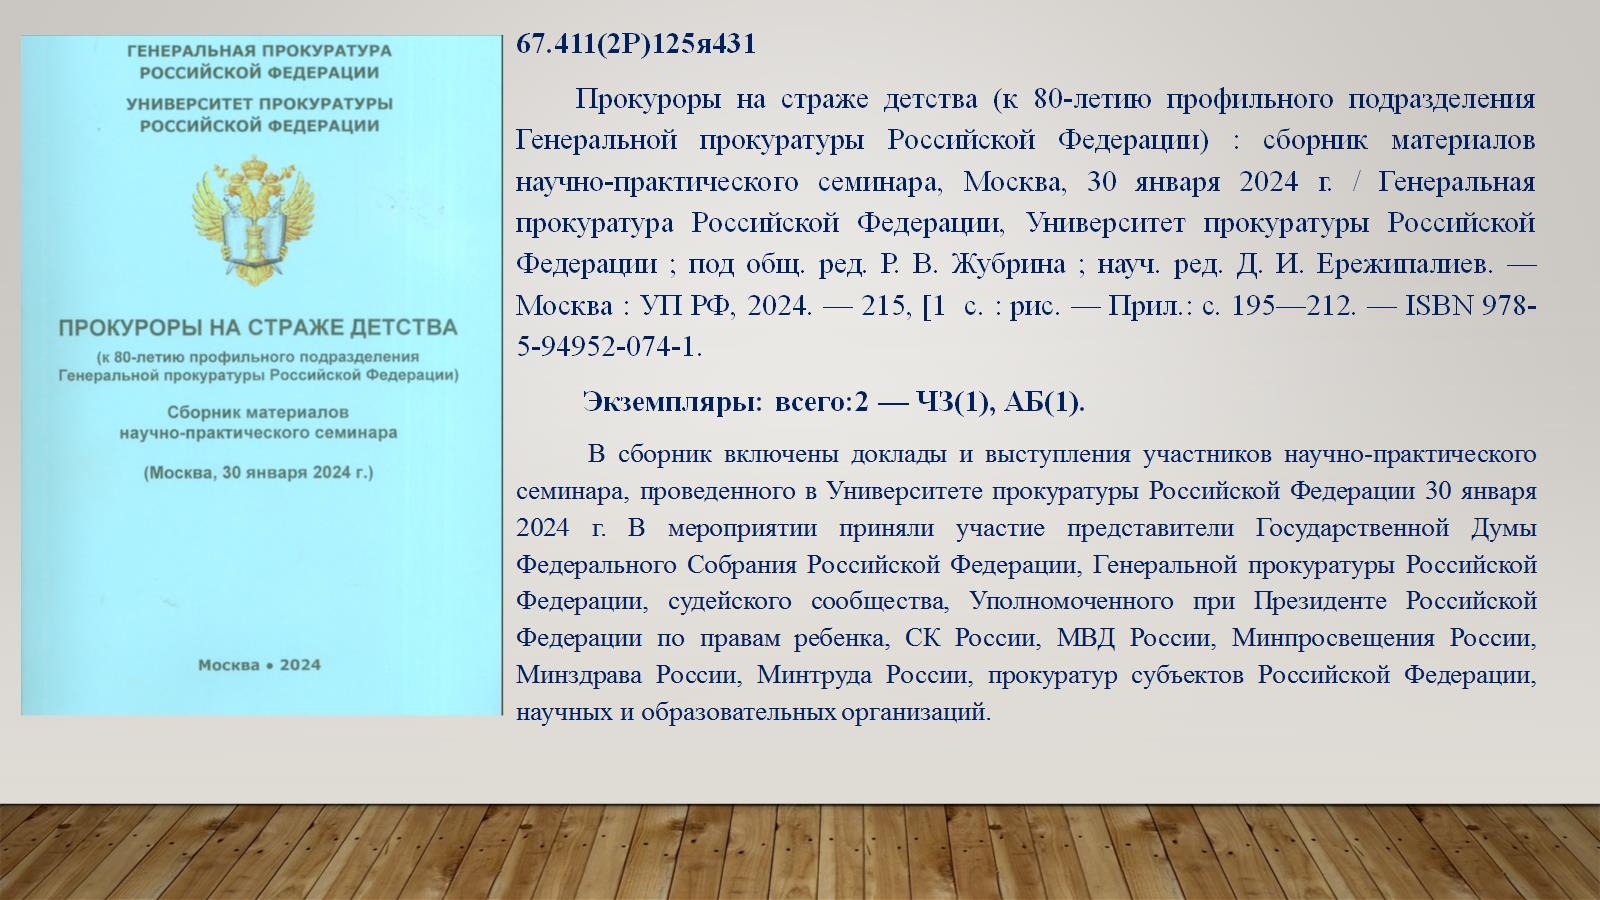 ГЕНЕРАЛЬНАЯ ПРОКУРАТУРА
РОССИЙСКОЙ ФЕДЕРАЦИИ
УНИВЕРСИТЕТ ПРОКУРАТУРЫ
РОССИЙСКОЙ ФЕДЕРАЦИИ
ПРОКУРОРЫ НА СТРАЖЕ ДЕТСТВА
(к 80-летию профильного подразделения
Генеральной прокуратуры Российской Федерации)
Сборник материалов
научно-практического семинара
(Москва, 30 января 2024 г.)
Москва ● 2024
67.411(2Р)125я431
Прокуроры на страже детства (к 80-летию профильного подразделения
Генеральной прокуратуры Российской Федерации) : сборник материалов
научно-практического семинара, Москва, 30 января 2024 г. / Генеральная
прокуратура Российской Федерации, Университет прокуратуры Российской
Федерации ; под общ. ред. Р. В. Жубрина ; науч. ред. Д. И. Ережипалиев. —
Москва : УП РФ, 2024. — 215, [1 с. : рис. — Прил.: с. 195—212. — ISBN 978-
5-94952-074-1.
Экземпляры: всего:2 — ЧЗ(1), АБ(1).
В сборник включены доклады и выступления участников научно-практического
семинара, проведенного в Университете прокуратуры Российской Федерации 30 января
2024 г. В мероприятии приняли участие представители Государственной Думы
Федерального Собрания Российской Федерации, Генеральной прокуратуры Российской
Федерации, судейского сообщества, Уполномоченного при Президенте Российской
Федерации по правам ребенка, СК России, МВД России, Минпросвещения России,
Минздрава России, Минтруда России, прокуратур субъектов Российской Федерации,
научных и образовательных организаций.